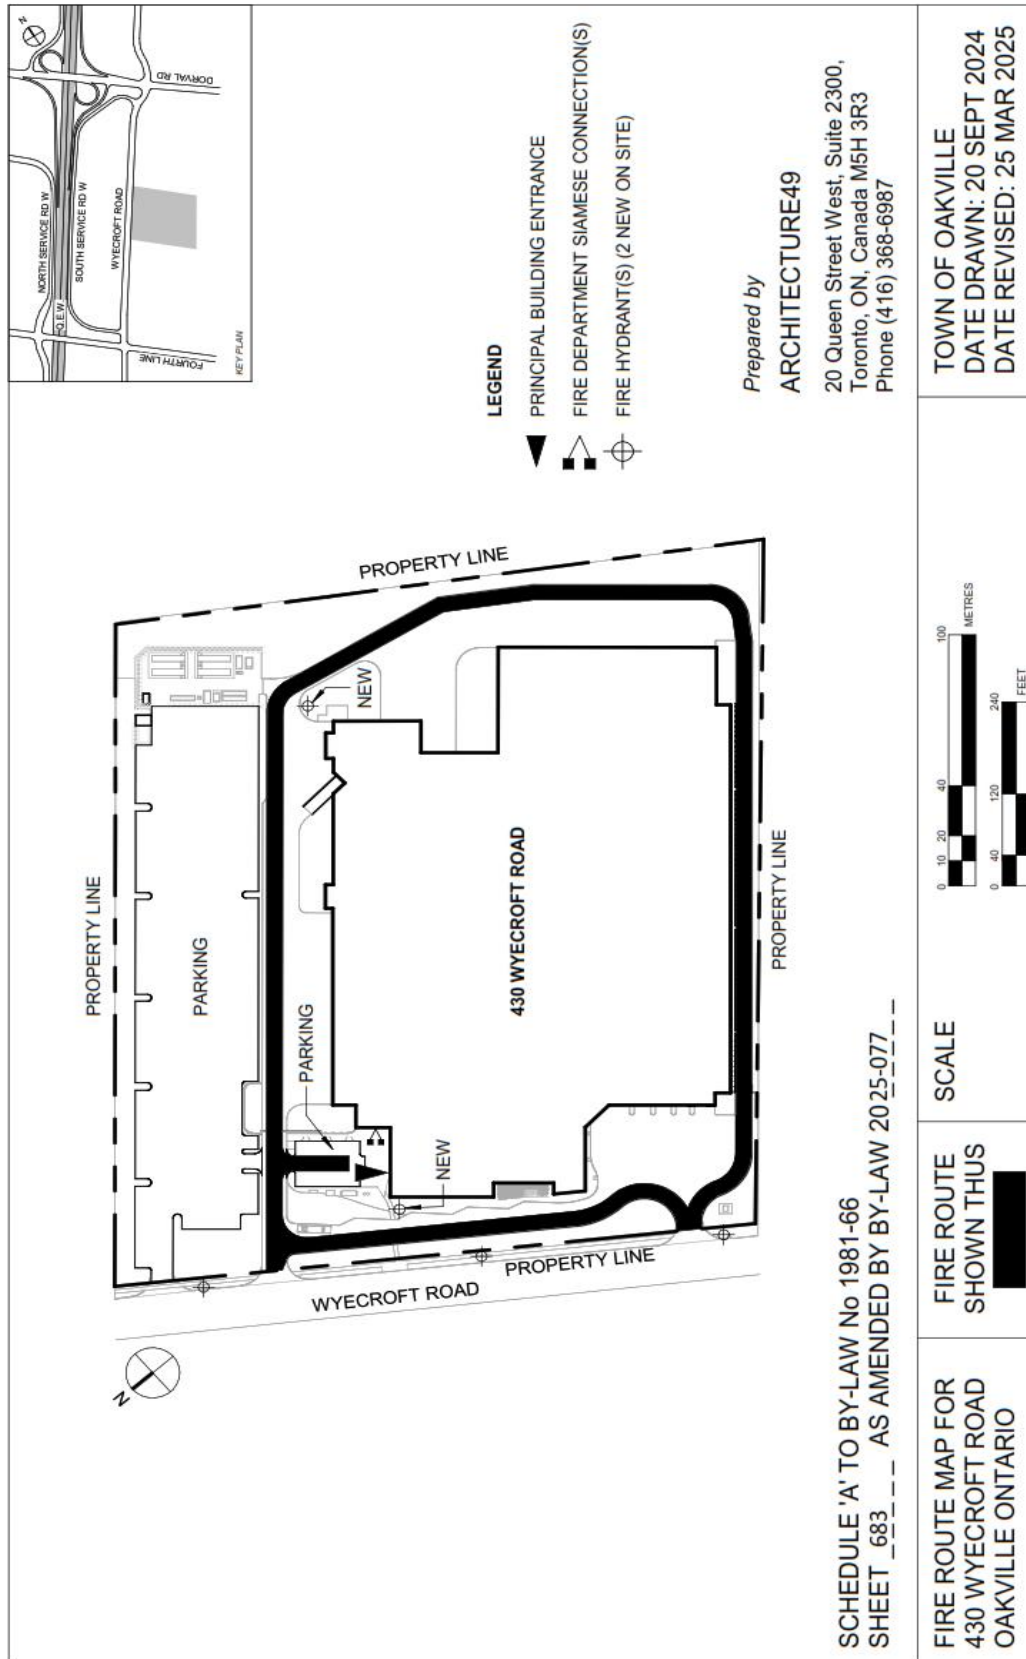 N
NORTH SERVICE RD W
Q.E.W.
SOUTH SERVICE RD W
WYECROFT ROAD
DORVAL RD
FOURTH LINE
KEY PLAN
LEGEND
PRINCIPAL BUILDING ENTRANCE
FIRE DEPARTMENT SIAMESE CONNECTION(S)
FIRE HYDRANT(S) (2 NEW ON SITE)
Prepared by
ARCHITECTURE49
20 Queen Street West, Suite 2300,
Toronto, ON, Canada M5H 3R3
Phone (416) 368-6987
N
PROPERTY LINE
PARKING
PARKING
NEW
PROPERTY LINE
430 WYECROFT ROAD
NEW
WYECROFT ROAD
PROPERTY LINE
PROPERTY LINE
SCHEDULE 'A' TO BY-LAW No 1981-66
SHEET 683 AS AMENDED BY BY-LAW 2025-077
FIRE ROUTE MAP FOR
430 WYECROFT ROAD
OAKVILLE ONTARIO
FIRE ROUTE
SHOWN THUS
SCALE
0 10 20 40 100
METRES
0 40 120 240
FEET
TOWN OF OAKVILLE
DATE DRAWN: 20 SEPT 2024
DATE REVISED: 25 MAR 2025